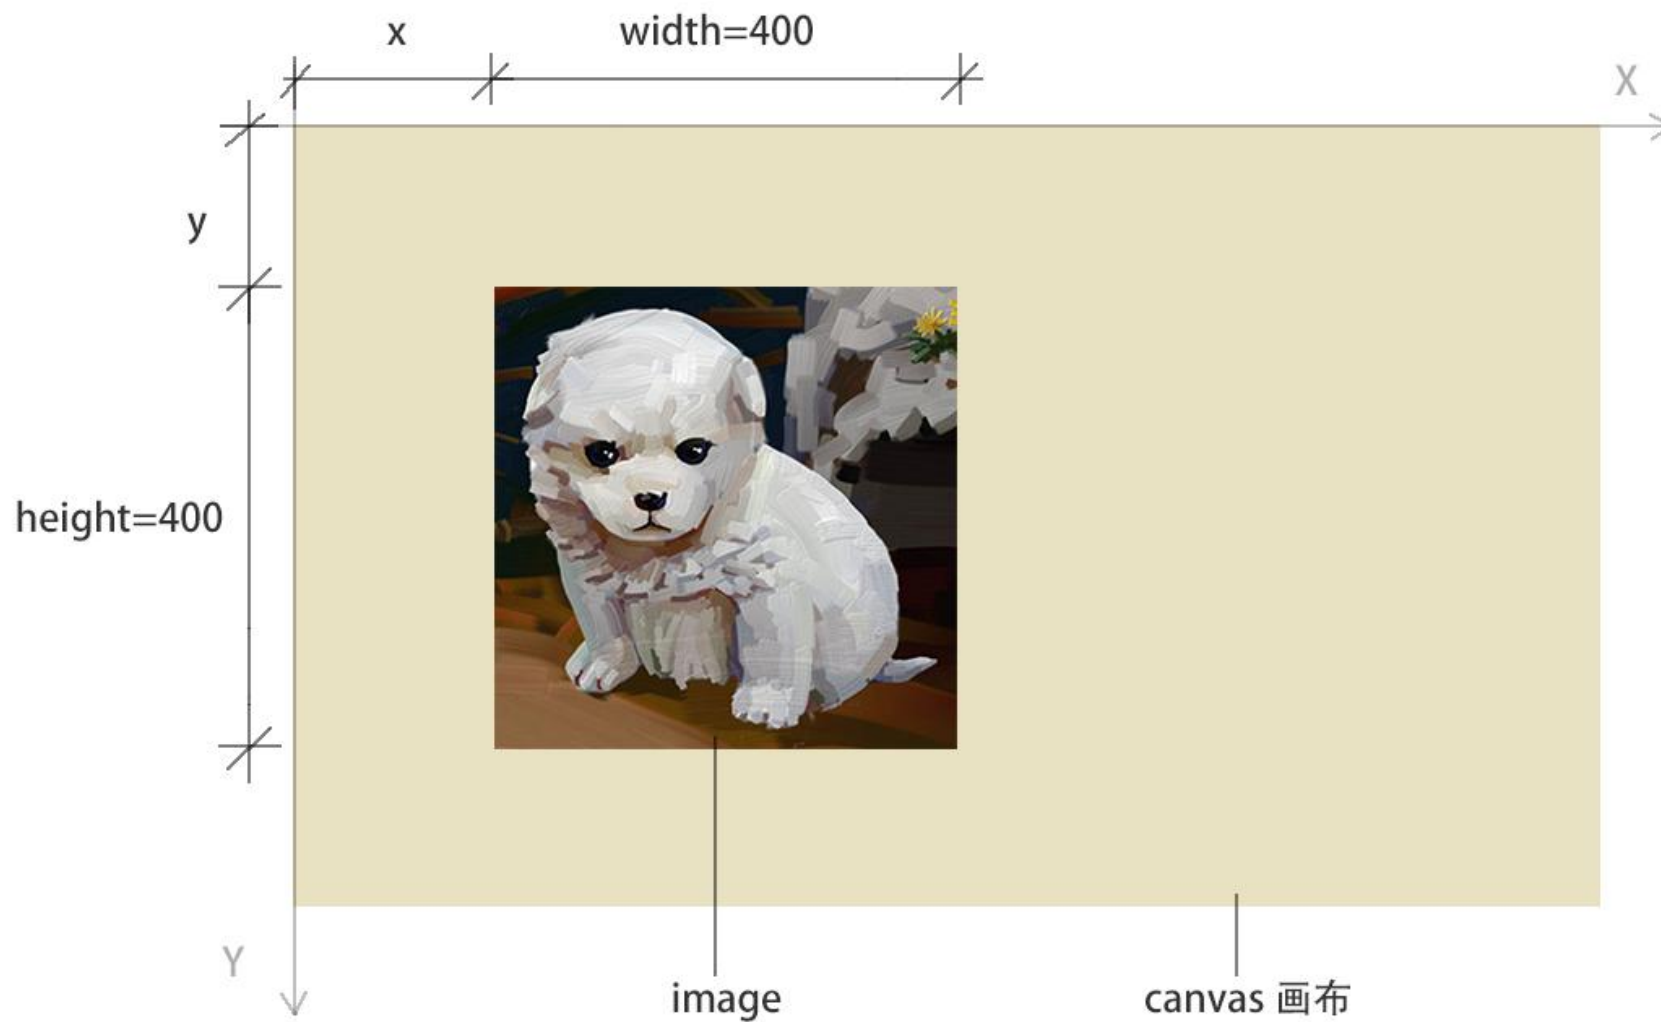 x
width=400
X
y
height=400
Y
image
canvas 画布